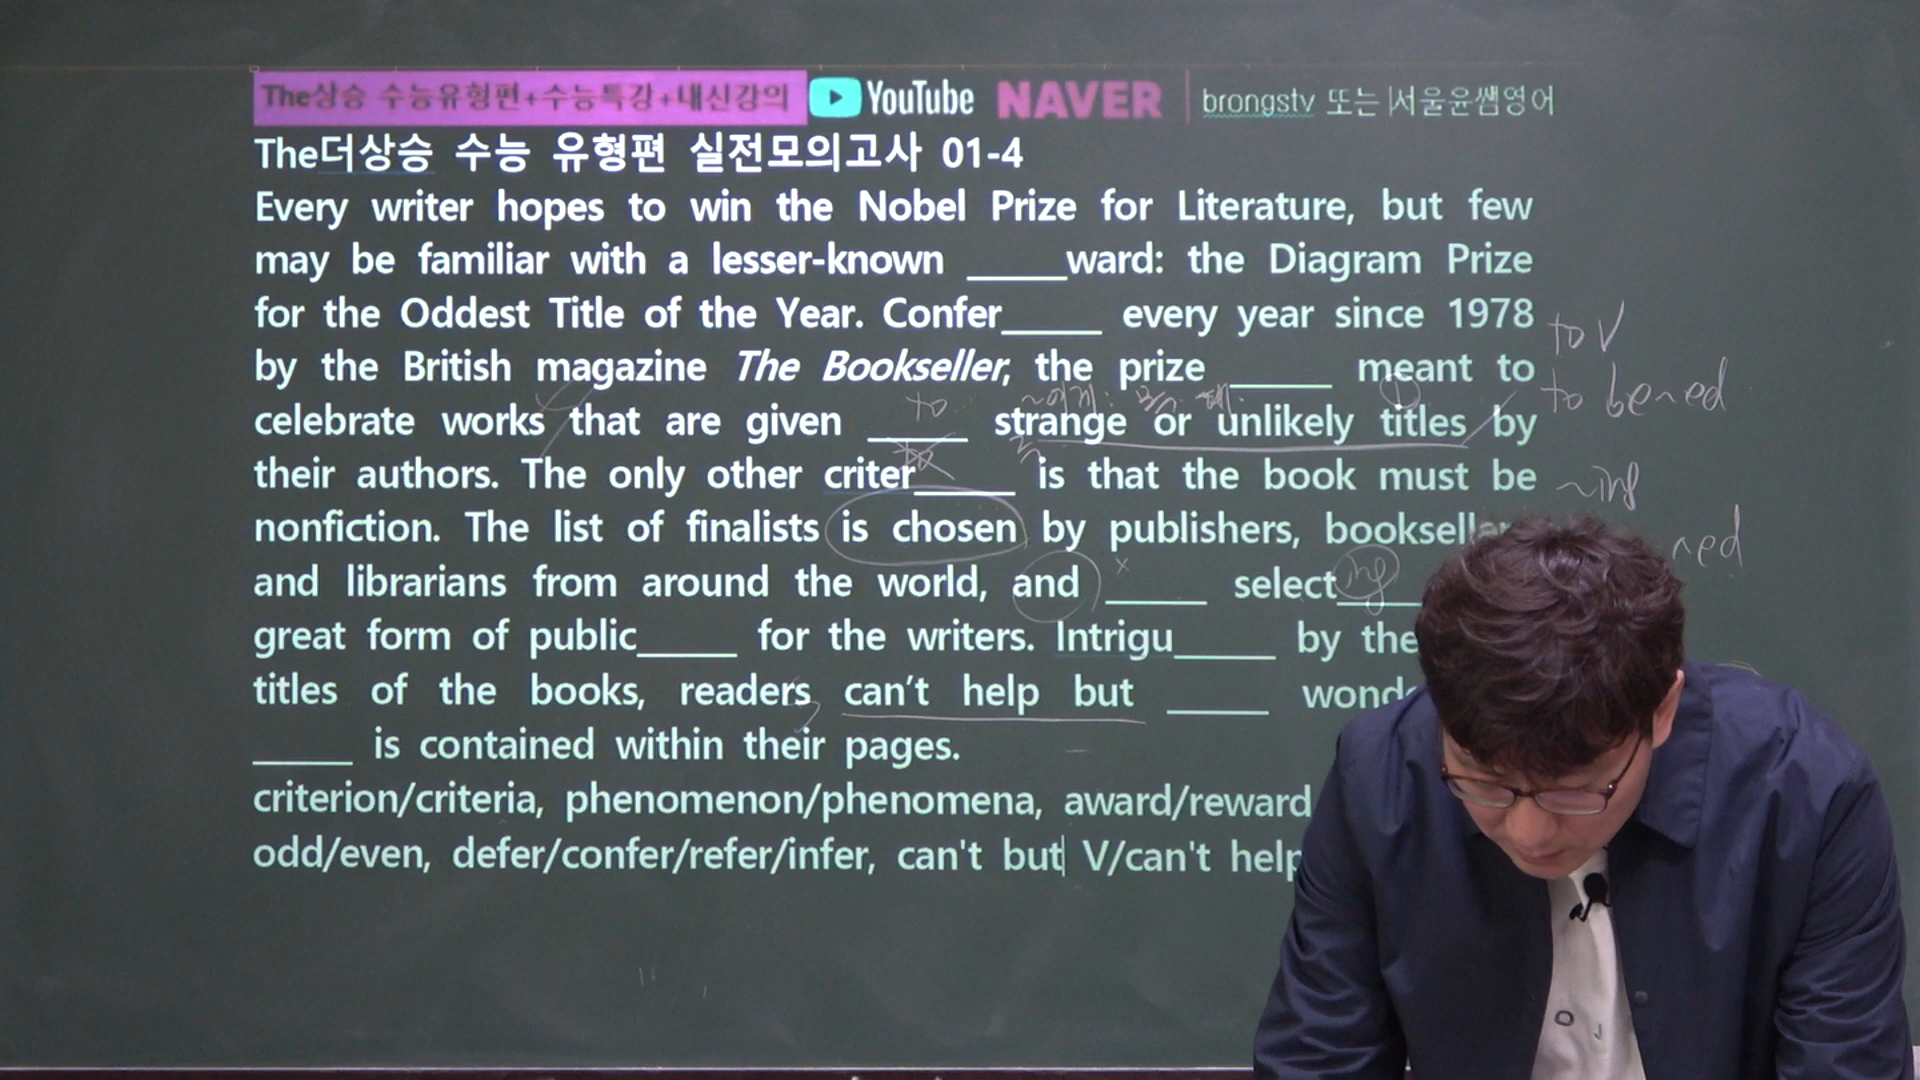 The상승 수능유형편+수능특강+내신강의 YouTube NAVER brongstv 또는 서울윤쌤영어
The더상승 수능 유형편 실전모의고사 01-4
Every writer hopes to win the Nobel Prize for Literature, but few
may be familiar with a lesser-known _____ward: the Diagram Prize
for the Oddest Title of the Year. Confer_____ every year since 1978
to V
by the British magazine The Bookseller, the prize _____ meant to
to be ~ed
to
celebrate works that are given _____ strange or unlikely titles by
their authors. The only other criter_____ is that the book must be
~ing
nonfiction. The list of finalists is chosen by publishers,
~ed
and librarians from around the world, and _____ select_____
ing
great form of public_____ for the writers. Intrigu_____ by the
titles of the books, readers can't help but _____
_____ is contained within their pages.
criterion/criteria, phenomenon/phenomena, award/reward
odd/even, defer/confer/refer/infer, can't but V/can't help